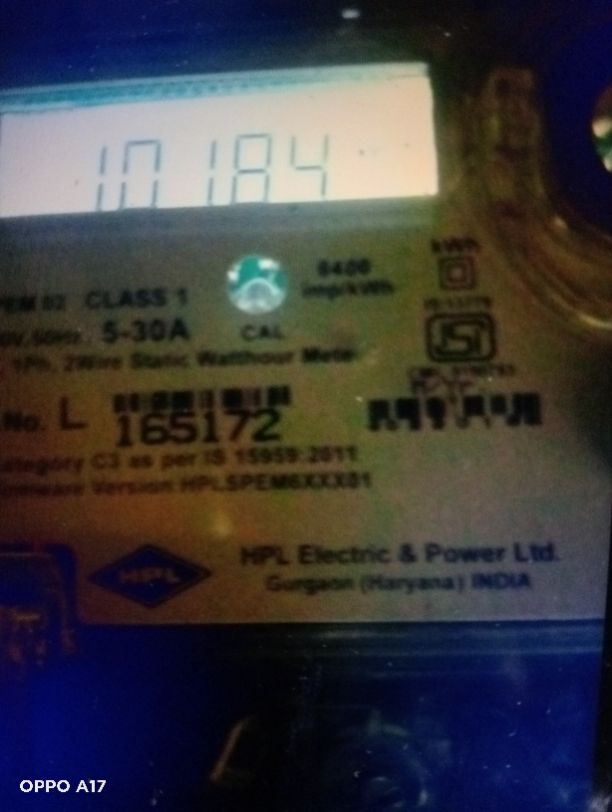 10184
kWh
6400
imp/kWh
CLASS 1
5-30A
CAL
1Ph, 2Wire Static Watthour Meter
No. L
165172
Category C3 as per IS 15959:2011
Firmware Version HPLSPEM6XXX01
HPL
HPL Electric & Power Ltd.
Gurgaon (Haryana) INDIA
OPPO A17